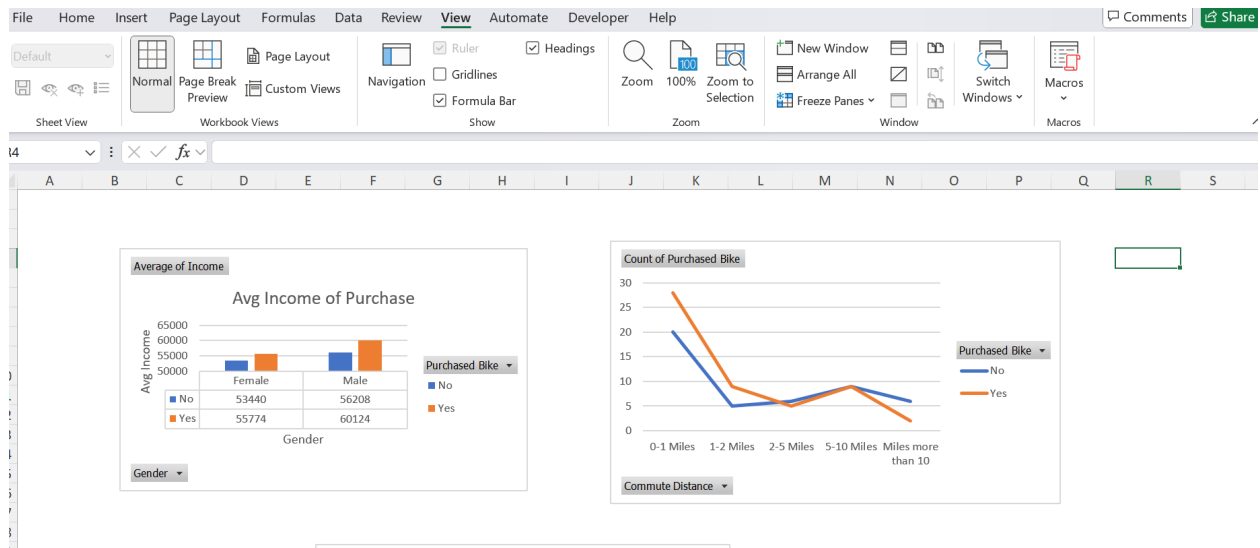 File Home Insert Page Layout Formulas Data Review View Automate Developer Help Comments Share
Default
Normal Page Break Preview
Page Layout
Custom Views
Navigation
Ruler
Gridlines
Formula Bar
Headings
Zoom 100% Zoom to Selection
New Window
Arrange All
Freeze Panes
Switch Windows
Macros
Sheet View Workbook Views Show Zoom Window Macros
fx
A B C D E F G H I J K L M N O P Q R S
Average of Income
Avg Income of Purchase
65000
60000
55000
50000
Avg Income
Female Male
No 53440 56208
Yes 55774 60124
Gender
Purchased Bike
No
Yes
Gender
Count of Purchased Bike
30
25
20
15
10
5
0
0-1 Miles 1-2 Miles 2-5 Miles 5-10 Miles Miles more
than 10
Purchased Bike
No
Yes
Commute Distance